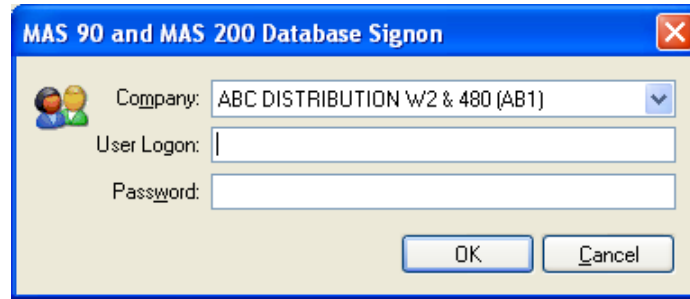 MAS 90 and MAS 200 Database Signon
Company: ABC DISTRIBUTION W2 & 480 (AB1)
User Logon:
Password:
OK Cancel